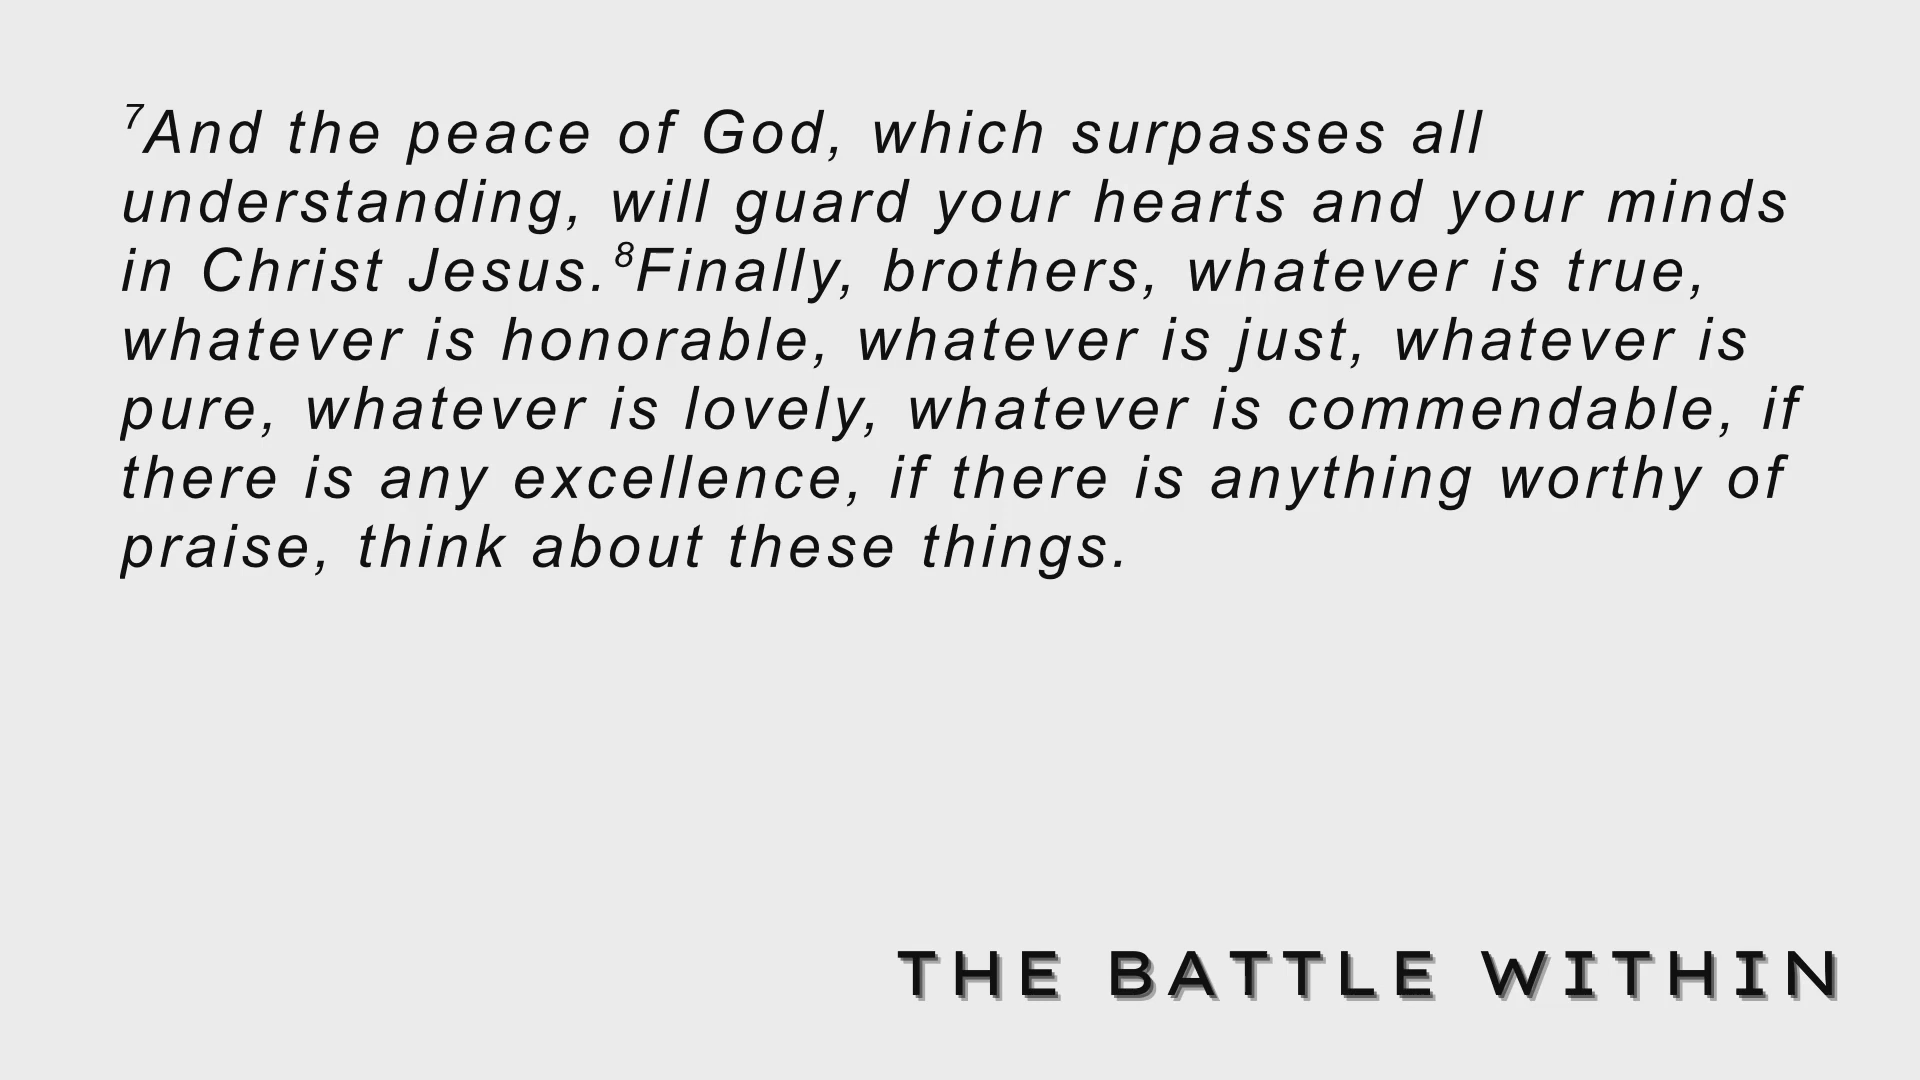 ⁷And the peace of God, which surpasses all
understanding, will guard your hearts and your minds
in Christ Jesus. ⁸Finally, brothers, whatever is true,
whatever is honorable, whatever is just, whatever is
pure, whatever is lovely, whatever is commendable, if
there is any excellence, if there is anything worthy of
praise, think about these things.
THE BATTLE WITHIN